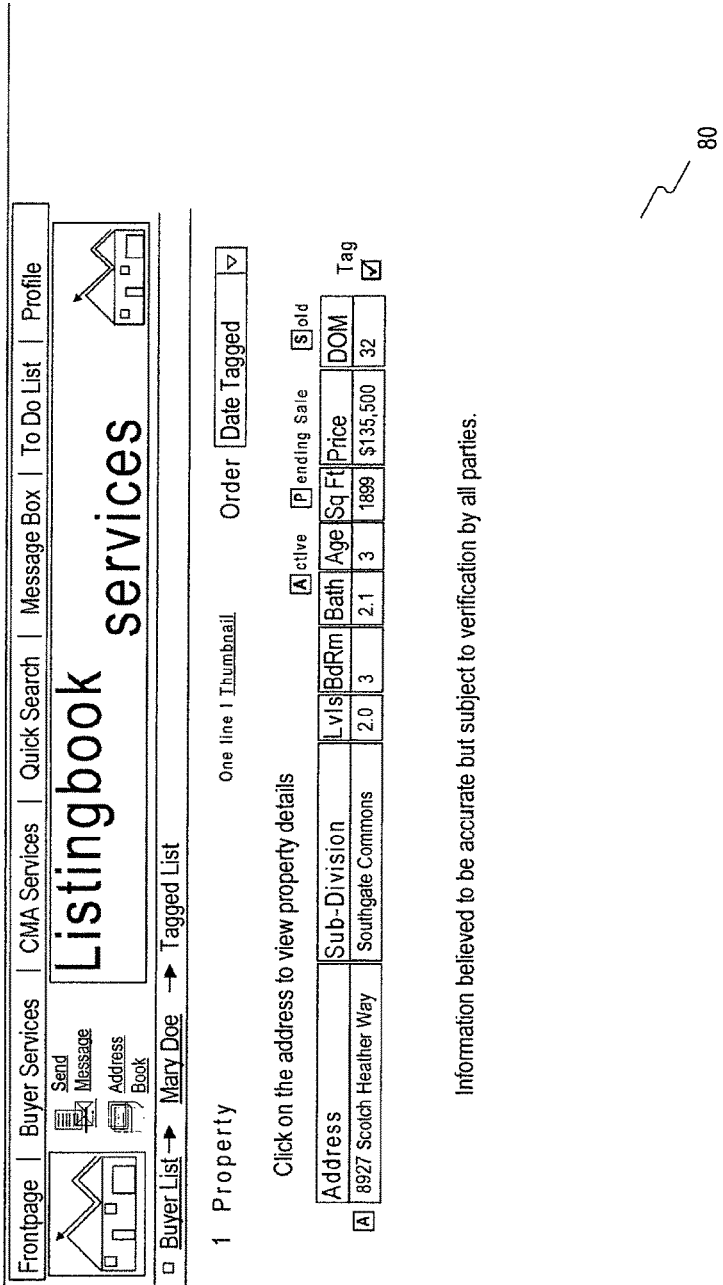 Frontpage | Buyer Services | CMA Services | Quick Search | Message Box | To Do List | Profile
Send
Message
Address
Book
Listingbook
services
Buyer List → Mary Doe → Tagged List
1 Property
One line | Thumbnail
Order Date Tagged
Click on the address to view property details
A ctive P ending Sale S old
Address Sub-Division Lvls BdRm Bath Age Sq Ft Price DOM Tag
A 8927 Scotch Heather Way Southgate Commons 2.0 3 2.1 3 1899 $135,500 32
Information believed to be accurate but subject to verification by all parties.
80